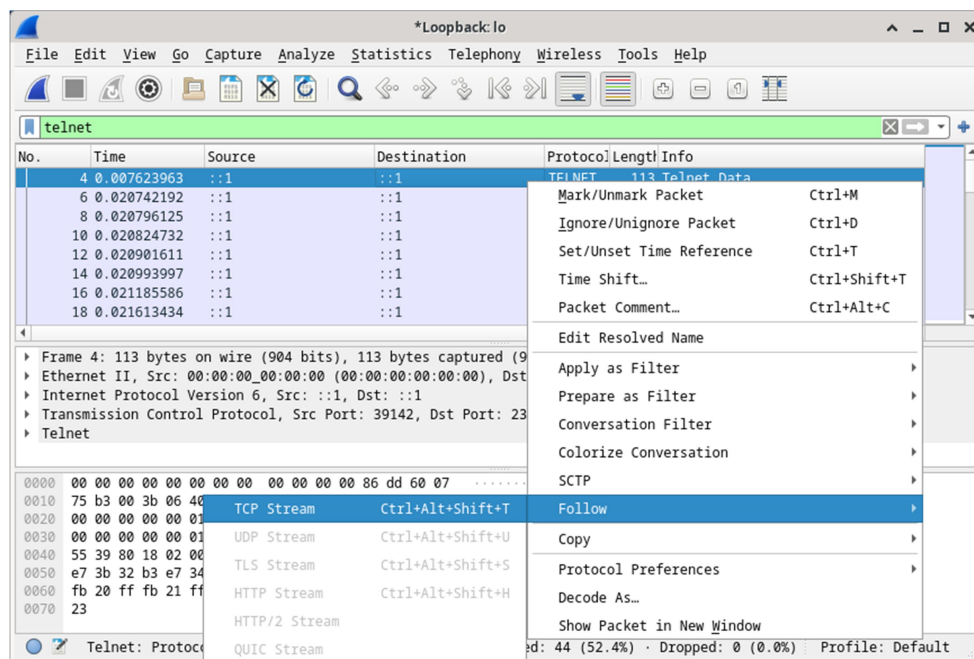 *Loopback: lo
File Edit View Go Capture Analyze Statistics Telephony Wireless Tools Help
telnet
No. Time Source Destination Protocol Length Info
4 0.007623963 ::1 ::1 TELNET 113 Telnet Data
6 0.020742192 ::1 ::1
8 0.020796125 ::1 ::1
10 0.020824732 ::1 ::1
12 0.020901611 ::1 ::1
14 0.020993997 ::1 ::1
16 0.021185586 ::1 ::1
18 0.021613434 ::1 ::1
Mark/Unmark Packet Ctrl+M
Ignore/Unignore Packet Ctrl+D
Set/Unset Time Reference Ctrl+T
Time Shift… Ctrl+Shift+T
Packet Comment… Ctrl+Alt+C
Edit Resolved Name
Apply as Filter
Prepare as Filter
Conversation Filter
Colorize Conversation
SCTP
Follow
Copy
Protocol Preferences
Decode As…
Show Packet in New Window
Frame 4: 113 bytes on wire (904 bits), 113 bytes captured (9
Ethernet II, Src: 00:00:00_00:00:00 (00:00:00:00:00:00), Dst
Internet Protocol Version 6, Src: ::1, Dst: ::1
Transmission Control Protocol, Src Port: 39142, Dst Port: 23
Telnet
0000 00 00 00 00 00 00 00 00 00 00 00 00 86 dd 60 07 ·······
0010 75 b3 00 3b 06 40
0020 00 00 00 00 00 01
0030 00 00 00 00 00 01
0040 55 39 80 18 02 00
0050 e7 3b 32 b3 e7 34
0060 fb 20 ff fb 21 ff
0070 23
TCP Stream Ctrl+Alt+Shift+T
UDP Stream Ctrl+Alt+Shift+U
TLS Stream Ctrl+Alt+Shift+S
HTTP Stream Ctrl+Alt+Shift+H
HTTP/2 Stream
QUIC Stream
Telnet: Protoc ed: 44 (52.4%) · Dropped: 0 (0.0%) Profile: Default